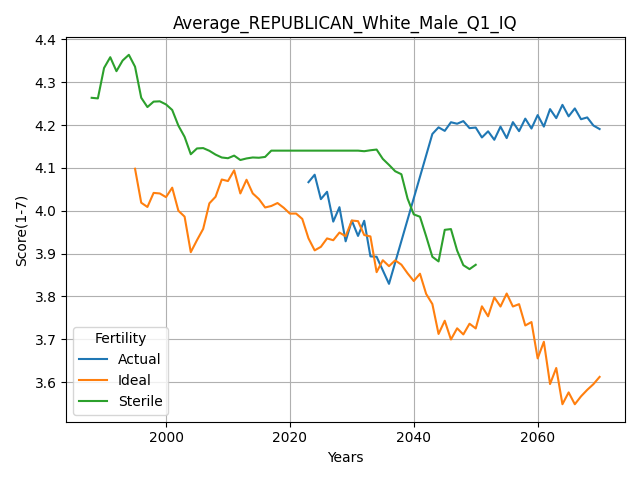 Average_REPUBLICAN_White_Male_Q1_IQ
4.4
4.3
4.2
4.1
4.0
3.9
3.8
3.7
3.6
Score(1-7)
Fertility
Actual
Ideal
Sterile
2000 2020 2040 2060
Years